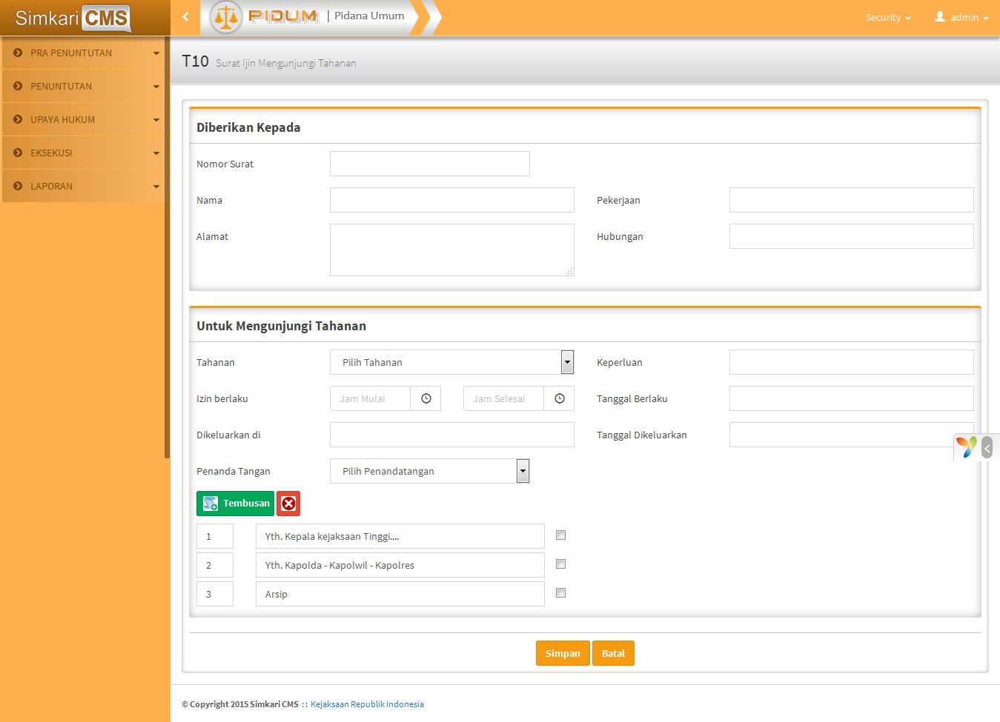 Simkari CMS
PIDUM | Pidana Umum
Security
admin
PRA PENUNTUTAN
PENUNTUTAN
UPAYA HUKUM
EKSEKUSI
LAPORAN
T10 Surat Ijin Mengunjungi Tahanan
Diberikan Kepada
Nomor Surat
Nama
Pekerjaan
Alamat
Hubungan
Untuk Mengunjungi Tahanan
Tahanan Pilih Tahanan
Keperluan
Izin berlaku Jam Mulai Jam Selesai
Tanggal Berlaku
Dikeluarkan di
Tanggal Dikeluarkan
Penanda Tangan Pilih Penandatangan
Tembusan
1 Yth. Kepala kejaksaan Tinggi....
2 Yth. Kapolda - Kapolwil - Kapolres
3 Arsip
Simpan Batal
© Copyright 2015 Simkari CMS :: Kejaksaan Republik Indonesia